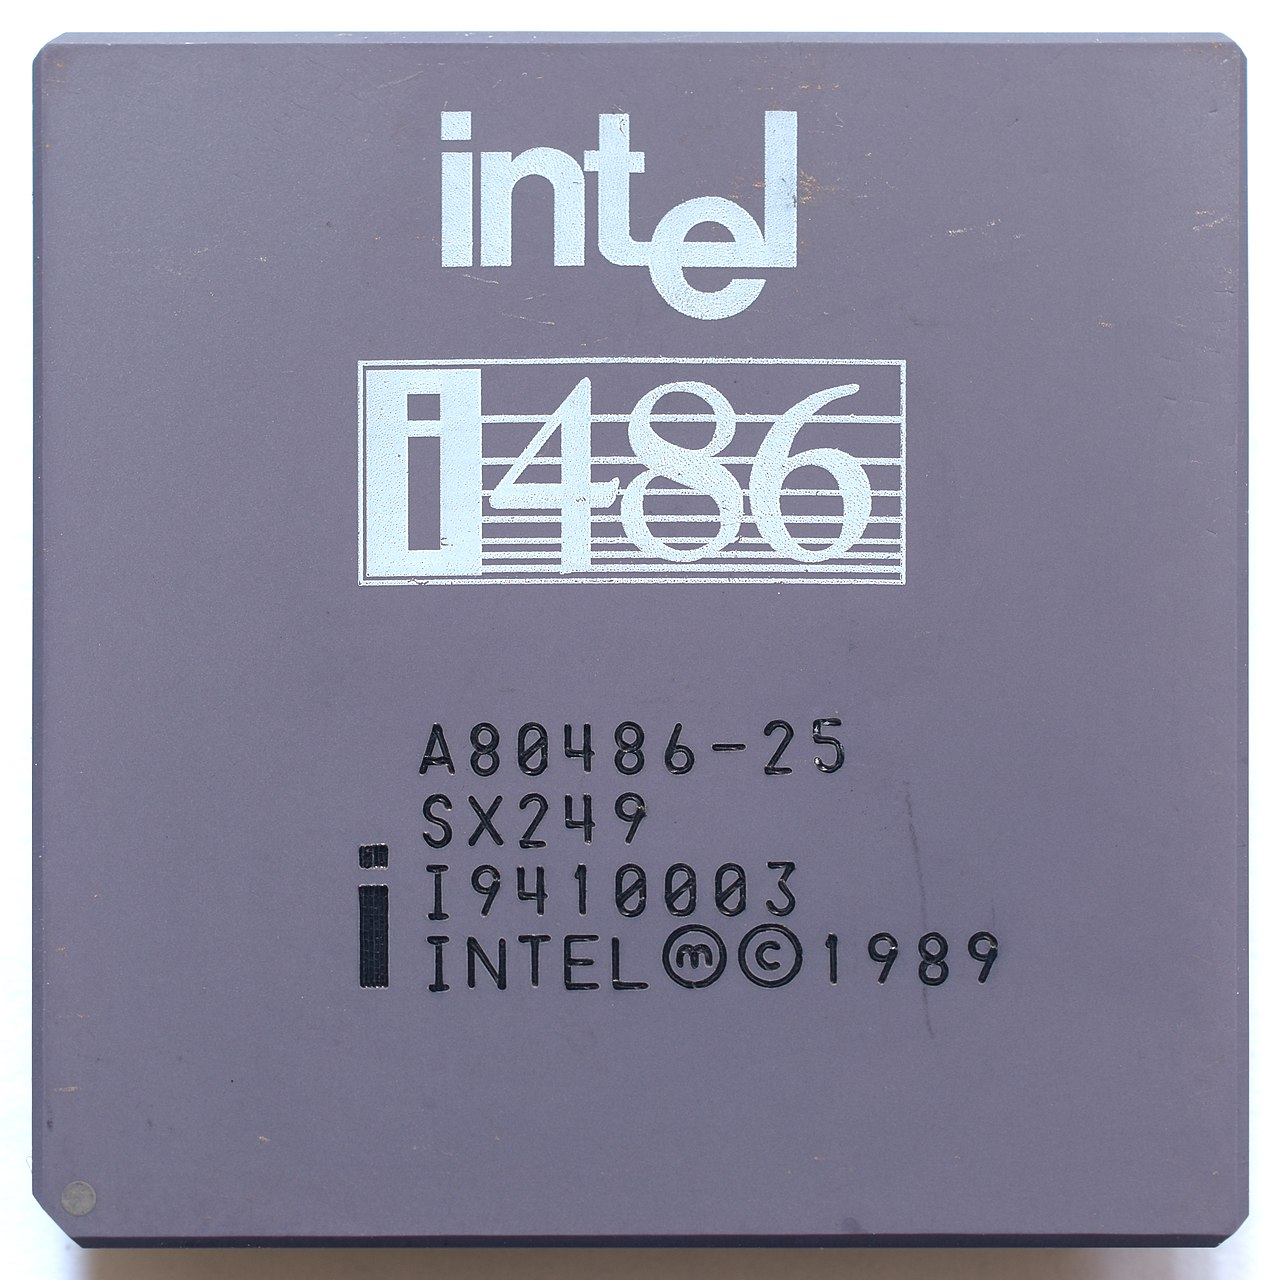 intel
i486
A80486-25
SX249
I9410003
INTEL Ⓜ © 1989